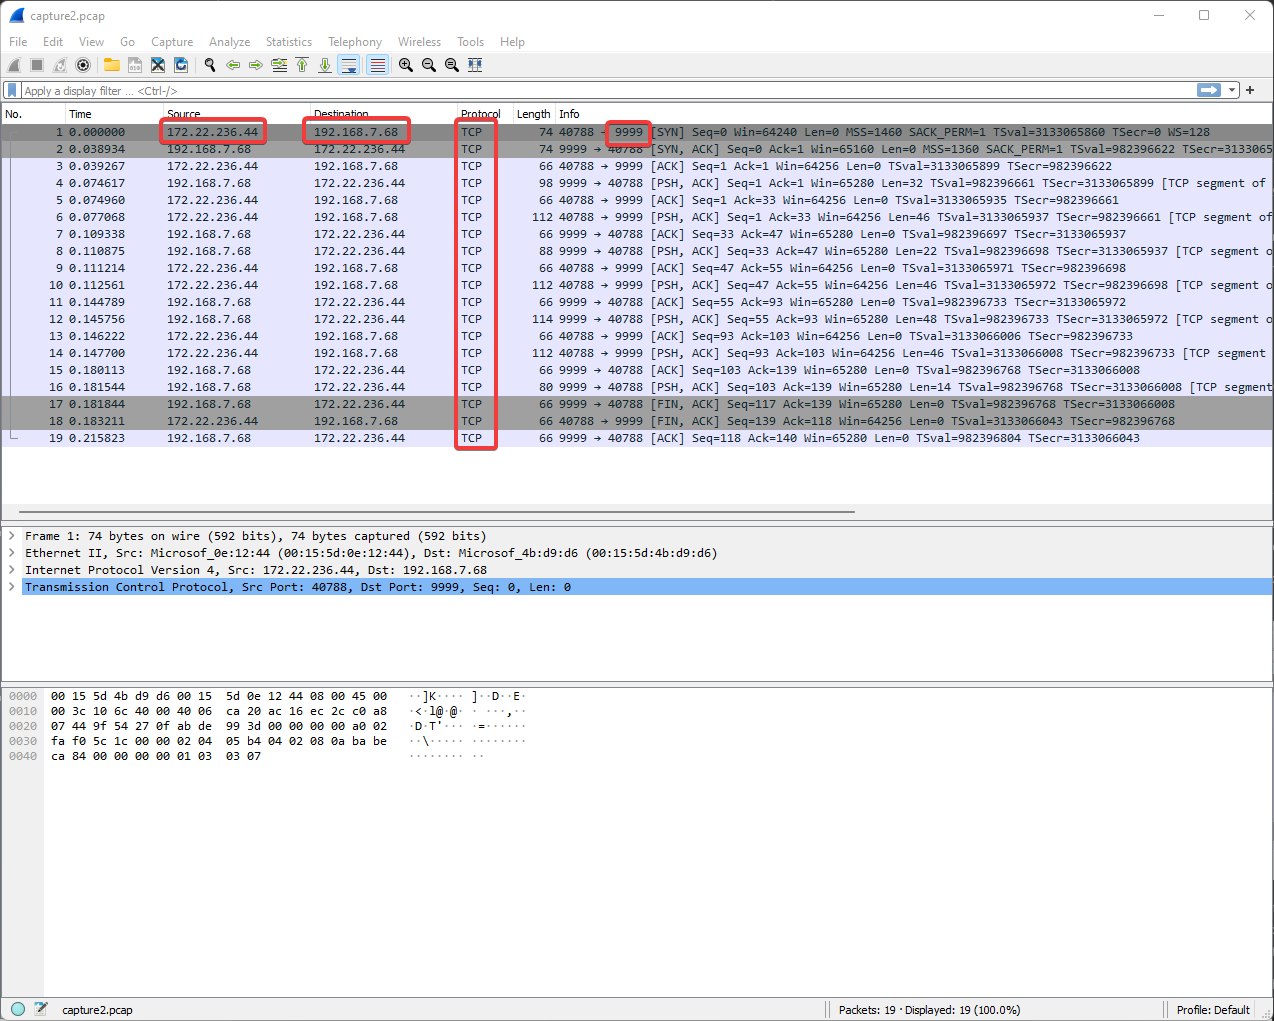 capture2.pcap
File Edit View Go Capture Analyze Statistics Telephony Wireless Tools Help
Apply a display filter ... <Ctrl-/>
No. Time Source Destination Protocol Length Info
1 0.000000 172.22.236.44 192.168.7.68 TCP 74 40788 → 9999 [SYN] Seq=0 Win=64240 Len=0 MSS=1460 SACK_PERM=1 TSval=3133065860 TSecr=0 WS=128
2 0.038934 192.168.7.68 172.22.236.44 TCP 74 9999 → 40788 [SYN, ACK] Seq=0 Ack=1 Win=65160 Len=0 MSS=1360 SACK_PERM=1 TSval=982396622 TSecr=3133065
3 0.039267 172.22.236.44 192.168.7.68 TCP 66 40788 → 9999 [ACK] Seq=1 Ack=1 Win=64256 Len=0 TSval=3133065899 TSecr=982396622
4 0.074617 192.168.7.68 172.22.236.44 TCP 98 9999 → 40788 [PSH, ACK] Seq=1 Ack=1 Win=65280 Len=32 TSval=982396661 TSecr=3133065899 [TCP segment of
5 0.074960 172.22.236.44 192.168.7.68 TCP 66 40788 → 9999 [ACK] Seq=1 Ack=33 Win=64256 Len=0 TSval=3133065935 TSecr=982396661
6 0.077068 172.22.236.44 192.168.7.68 TCP 112 40788 → 9999 [PSH, ACK] Seq=1 Ack=33 Win=64256 Len=46 TSval=3133065937 TSecr=982396661 [TCP segment of
7 0.109338 192.168.7.68 172.22.236.44 TCP 66 9999 → 40788 [ACK] Seq=33 Ack=47 Win=65280 Len=0 TSval=982396697 TSecr=3133065937
8 0.110875 192.168.7.68 172.22.236.44 TCP 88 9999 → 40788 [PSH, ACK] Seq=33 Ack=47 Win=65280 Len=22 TSval=982396698 TSecr=3133065937 [TCP segment o
9 0.111214 172.22.236.44 192.168.7.68 TCP 66 40788 → 9999 [ACK] Seq=47 Ack=55 Win=64256 Len=0 TSval=3133065971 TSecr=982396698
10 0.112561 172.22.236.44 192.168.7.68 TCP 112 40788 → 9999 [PSH, ACK] Seq=47 Ack=55 Win=64256 Len=46 TSval=3133065972 TSecr=982396698 [TCP segment o
11 0.144789 192.168.7.68 172.22.236.44 TCP 66 9999 → 40788 [ACK] Seq=55 Ack=93 Win=65280 Len=0 TSval=982396733 TSecr=3133065972
12 0.145756 192.168.7.68 172.22.236.44 TCP 114 9999 → 40788 [PSH, ACK] Seq=55 Ack=93 Win=65280 Len=48 TSval=982396733 TSecr=3133065972 [TCP segment o
13 0.146222 172.22.236.44 192.168.7.68 TCP 66 40788 → 9999 [ACK] Seq=93 Ack=103 Win=64256 Len=0 TSval=3133066006 TSecr=982396733
14 0.147700 172.22.236.44 192.168.7.68 TCP 112 40788 → 9999 [PSH, ACK] Seq=93 Ack=103 Win=64256 Len=46 TSval=3133066008 TSecr=982396733 [TCP segment
15 0.180113 192.168.7.68 172.22.236.44 TCP 66 9999 → 40788 [ACK] Seq=103 Ack=139 Win=65280 Len=0 TSval=982396768 TSecr=3133066008
16 0.181544 192.168.7.68 172.22.236.44 TCP 80 9999 → 40788 [PSH, ACK] Seq=103 Ack=139 Win=65280 Len=14 TSval=982396768 TSecr=3133066008 [TCP segment
17 0.181844 192.168.7.68 172.22.236.44 TCP 66 9999 → 40788 [FIN, ACK] Seq=117 Ack=139 Win=65280 Len=0 TSval=982396768 TSecr=3133066008
18 0.183211 172.22.236.44 192.168.7.68 TCP 66 40788 → 9999 [FIN, ACK] Seq=139 Ack=118 Win=64256 Len=0 TSval=3133066043 TSecr=982396768
19 0.215823 192.168.7.68 172.22.236.44 TCP 66 9999 → 40788 [ACK] Seq=118 Ack=140 Win=65280 Len=0 TSval=982396804 TSecr=3133066043
Frame 1: 74 bytes on wire (592 bits), 74 bytes captured (592 bits)
Ethernet II, Src: Microsof_0e:12:44 (00:15:5d:0e:12:44), Dst: Microsof_4b:d9:d6 (00:15:5d:4b:d9:d6)
Internet Protocol Version 4, Src: 172.22.236.44, Dst: 192.168.7.68
Transmission Control Protocol, Src Port: 40788, Dst Port: 9999, Seq: 0, Len: 0
0000 00 15 5d 4b d9 d6 00 15 5d 0e 12 44 08 00 45 00 ··]K···· ]··D··E·
0010 00 3c 10 6c 40 00 40 06 ca 20 ac 16 ec 2c c0 a8 ·<·l@·@· · ···,··
0020 07 44 9f 54 27 0f ab de 99 3d 00 00 00 00 a0 02 ·D·T'··· ·=······
0030 fa f0 5c 1c 00 00 02 04 05 b4 04 02 08 0a ba be ··\····· ········
0040 ca 84 00 00 00 00 01 03 03 07 ········ ··
capture2.pcap Packets: 19 · Displayed: 19 (100.0%) Profile: Default